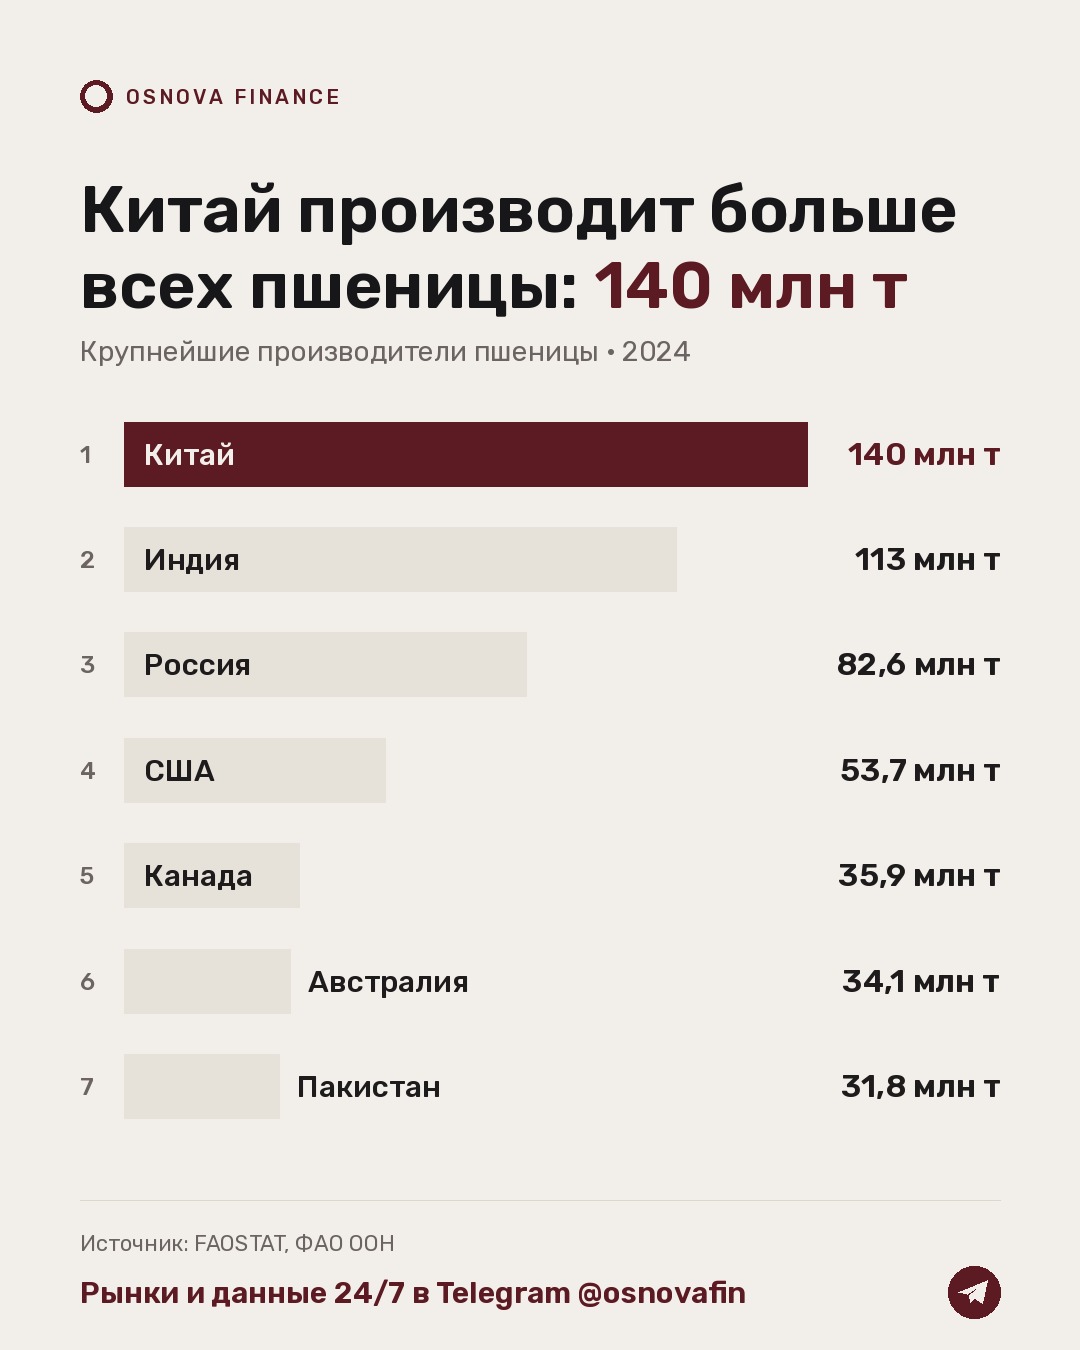 OSNOVA FINANCE
Китай производит больше
всех пшеницы: 140 млн т
Крупнейшие производители пшеницы • 2024
1 Китай 140 млн т
2 Индия 113 млн т
3 Россия 82,6 млн т
4 США 53,7 млн т
5 Канада 35,9 млн т
6 Австралия 34,1 млн т
7 Пакистан 31,8 млн т
Источник: FAOSTAT, ФАО ООН
Рынки и данные 24/7 в Telegram @osnovafin